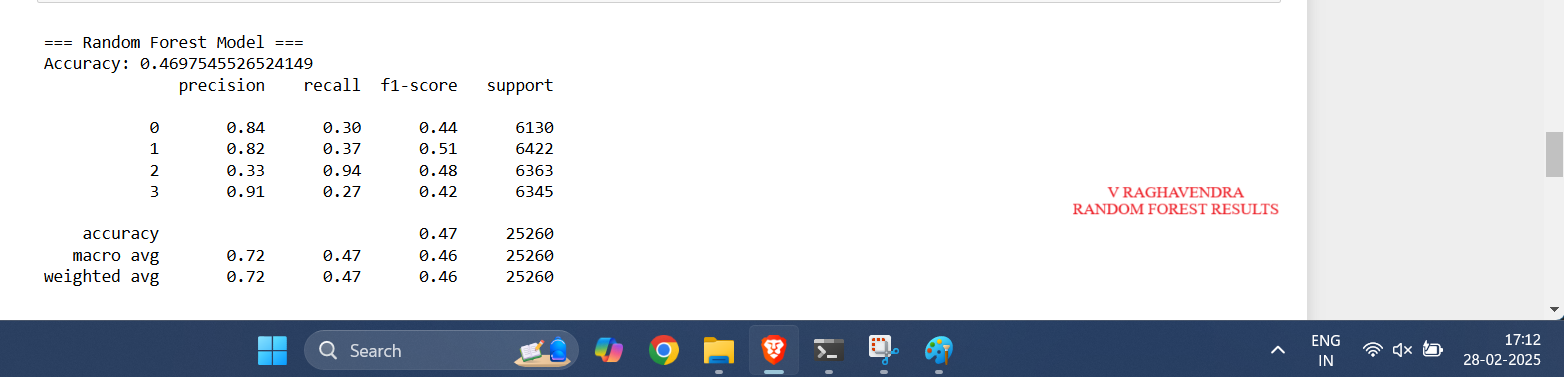 === Random Forest Model ===
Accuracy: 0.4697545526524149
precision recall f1-score support
0 0.84 0.30 0.44 6130
1 0.82 0.37 0.51 6422
2 0.33 0.94 0.48 6363
3 0.91 0.27 0.42 6345
accuracy 0.47 25260
macro avg 0.72 0.47 0.46 25260
weighted avg 0.72 0.47 0.46 25260
V RAGHAVENDRA
RANDOM FOREST RESULTS
Search
ENG
IN
17:12
28-02-2025